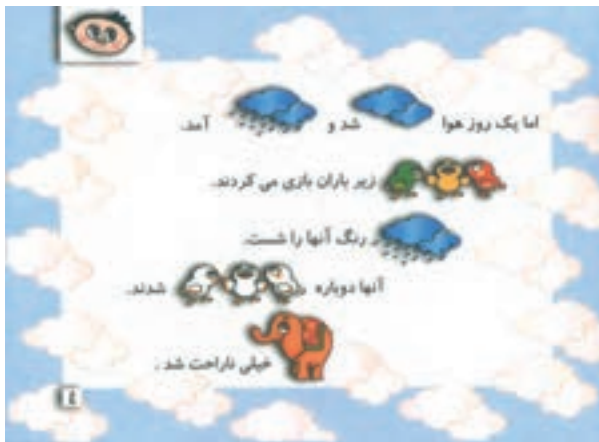 اما یک روز هوا شد و آمد.
زیر باران بازی می کردند.
رنگ آنها را شست.
آنها دوباره شدند.
خیلی ناراحت شد.
٤